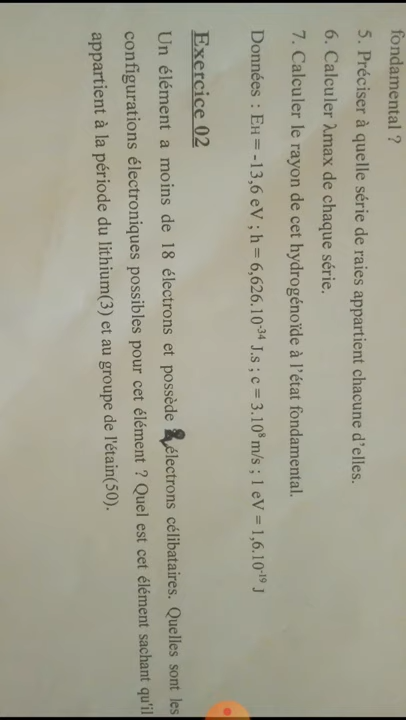 fondamental ?
5. Préciser à quelle série de raies appartient chacune d'elles.
6. Calculer λmax de chaque série.
7. Calculer le rayon de cet hydrogénoïde à l'état fondamental.
Données : EH = -13,6 eV ; h = 6,626.10⁻³⁴ J.s ; c = 3.10⁸ m/s ; 1 eV = 1,6.10⁻¹⁹ J
Exercice 02
Un élément a moins de 18 électrons et possède 2 électrons célibataires. Quelles sont les
configurations électroniques possibles pour cet élément ? Quel est cet élément sachant qu'il
appartient à la période du lithium(3) et au groupe de l'étain(50).